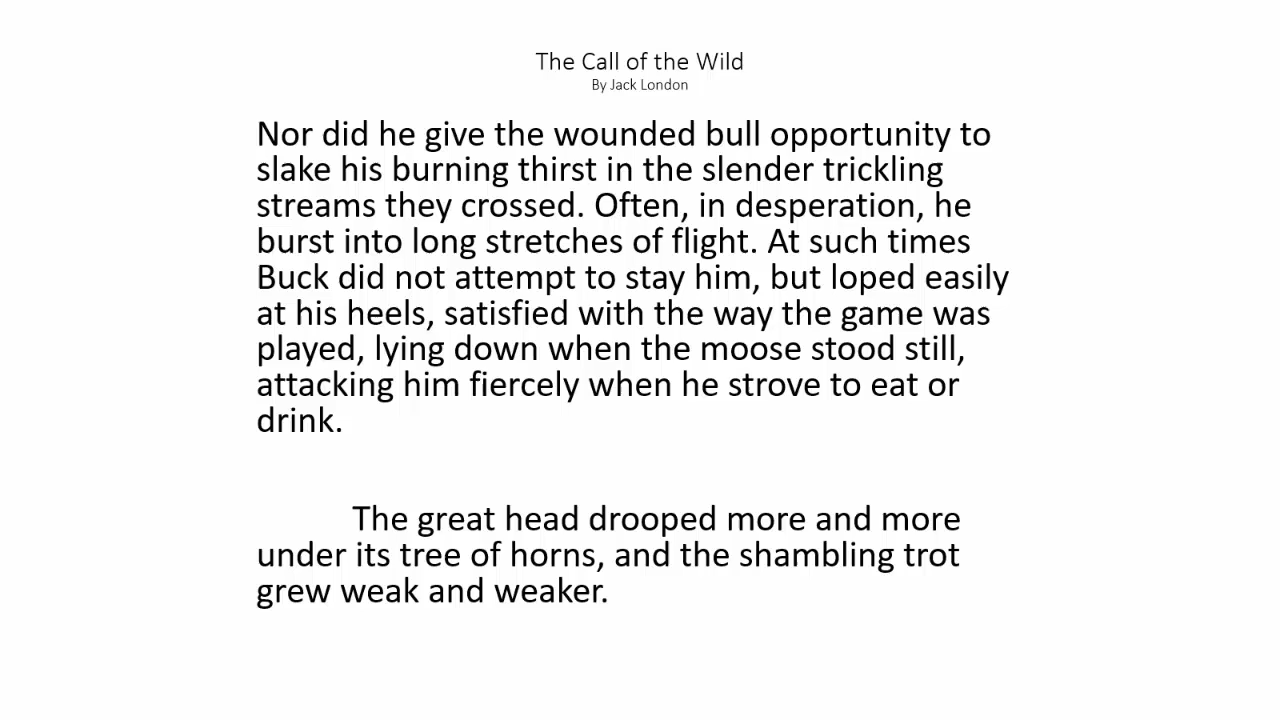 The Call of the Wild
By Jack London
Nor did he give the wounded bull opportunity to
slake his burning thirst in the slender trickling
streams they crossed. Often, in desperation, he
burst into long stretches of flight. At such times
Buck did not attempt to stay him, but loped easily
at his heels, satisfied with the way the game was
played, lying down when the moose stood still,
attacking him fiercely when he strove to eat or
drink.
The great head drooped more and more
under its tree of horns, and the shambling trot
grew weak and weaker.